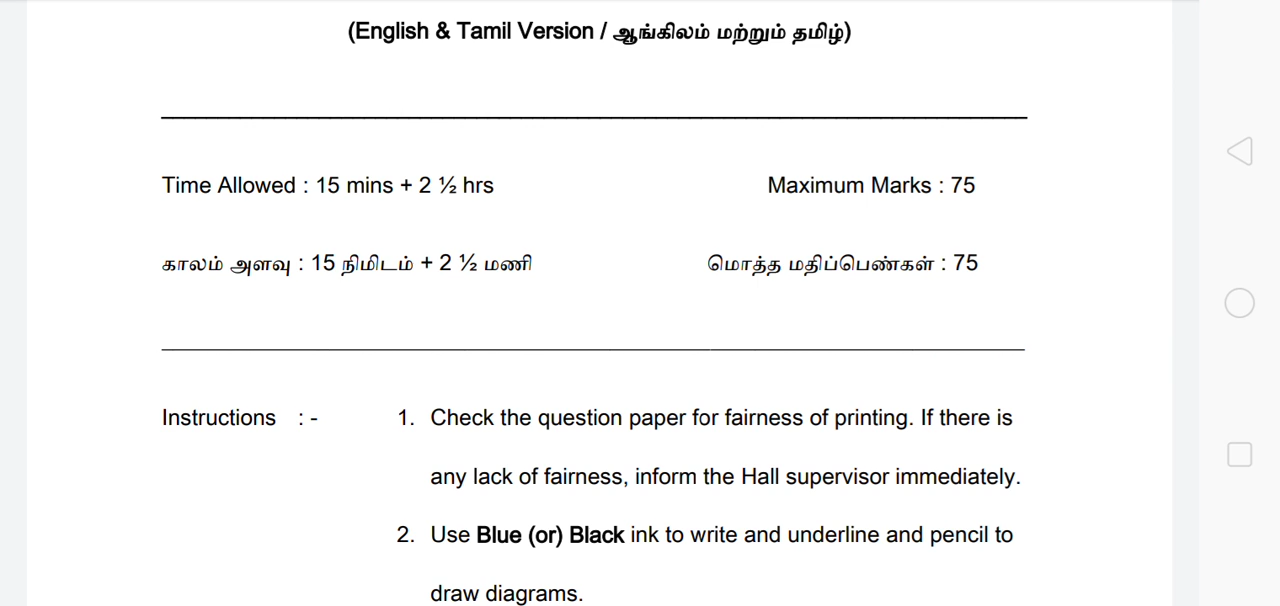 (English & Tamil Version / ஆங்கிலம் மற்றும் தமிழ்)
Time Allowed : 15 mins + 2 ½ hrs Maximum Marks : 75
காலம் அளவு : 15 நிமிடம் + 2 ½ மணி மொத்த மதிப்பெண்கள் : 75
Instructions : - 1. Check the question paper for fairness of printing. If there is
any lack of fairness, inform the Hall supervisor immediately.
2. Use Blue (or) Black ink to write and underline and pencil to
draw diagrams.